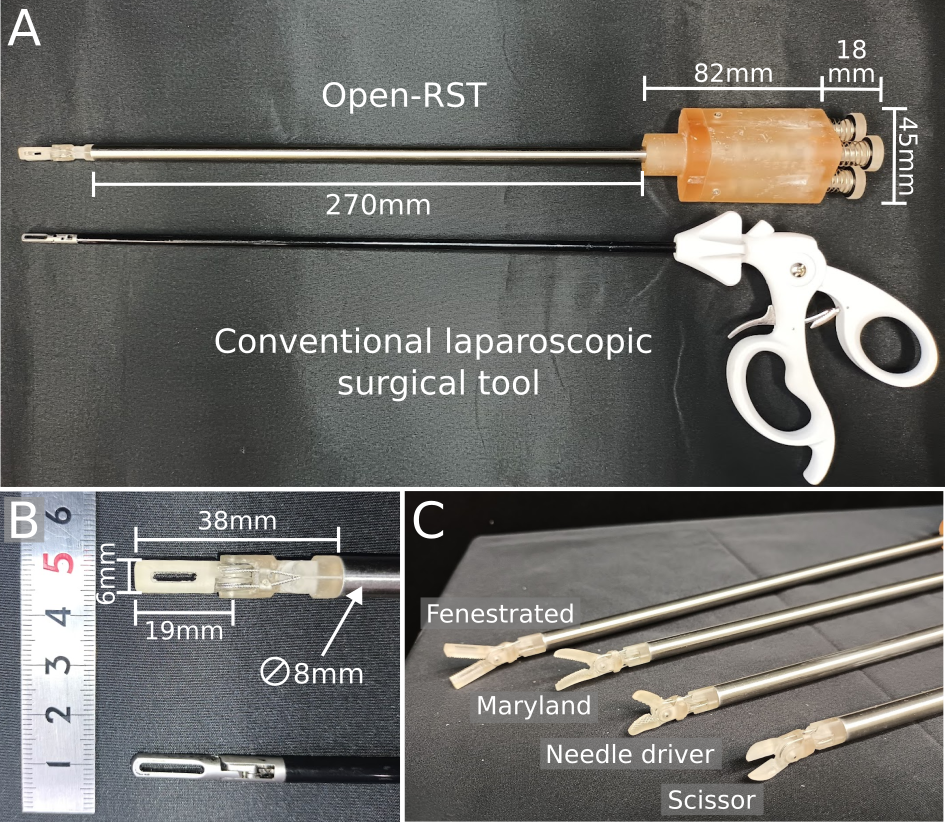 A
Open-RST
82mm
18
mm
45mm
270mm
Conventional laparoscopic
surgical tool
B
6
5
4
3
2
1
38mm
6mm
19mm
∅8mm
C
Fenestrated
Maryland
Needle driver
Scissor